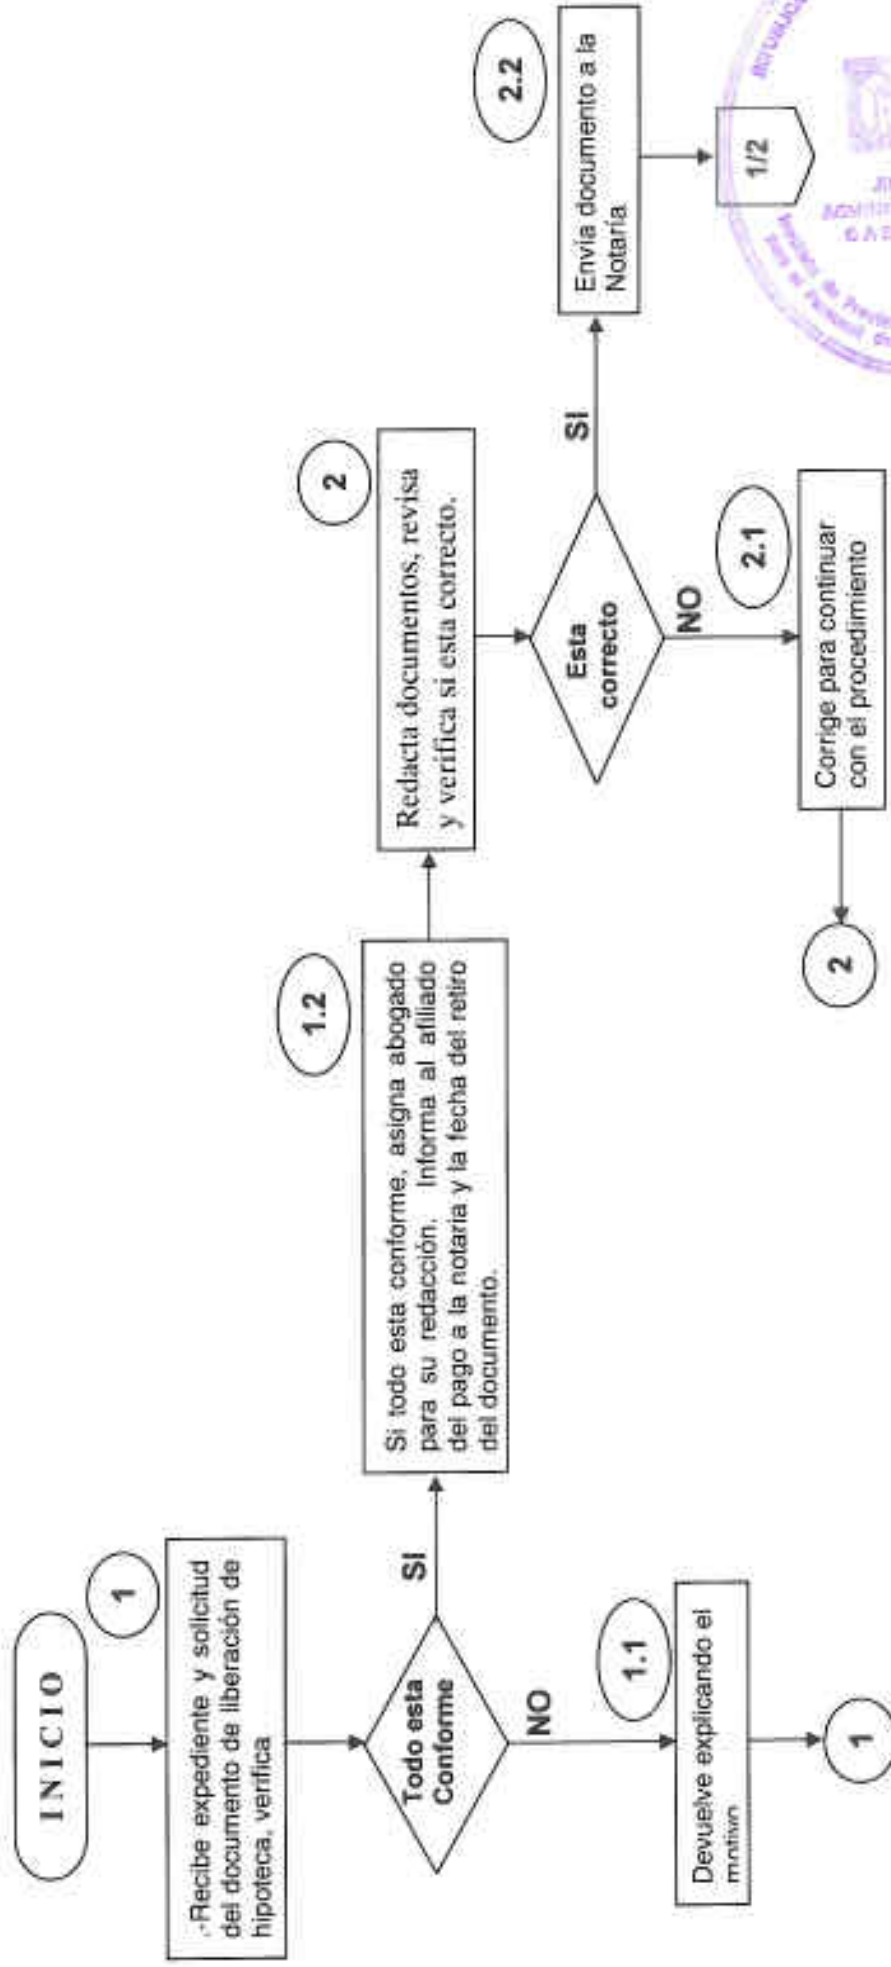 INICIO
1
.-Recibe expediente y solicitud
del documento de liberación de
hipoteca, verifica
Todo esta
Conforme
SI
NO
1.1
Devuelve explicando el
motivo
1
1.2
Si todo esta conforme, asigna abogado
para su redacción. Informa al afiliado
del pago a la notaria y la fecha del retiro
del documento.
2
Redacta documentos, revisa
y verifica si esta correcto.
Esta
correcto
SI
NO
2.1
Corrige para continuar
con el procedimiento
2
2.2
Envía documento a la
Notaría
1/2